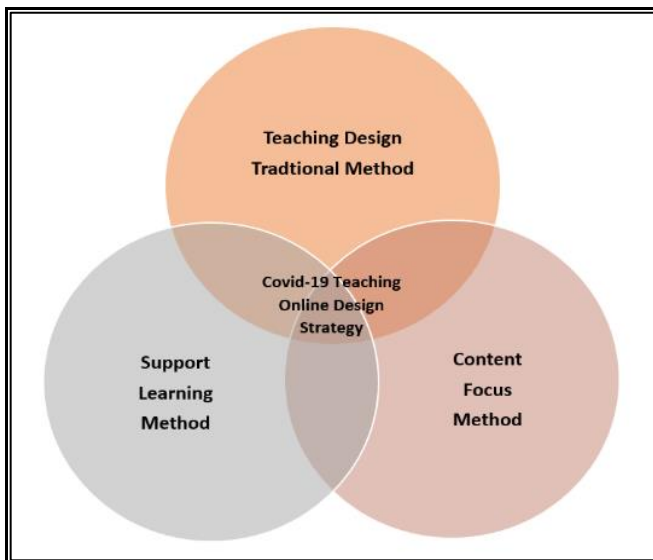 Teaching Design
Tradtional Method
Covid-19 Teaching
Online Design
Strategy
Support
Learning
Method
Content
Focus
Method